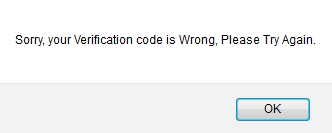 Sorry, your Verification code is Wrong, Please Try Again.
OK